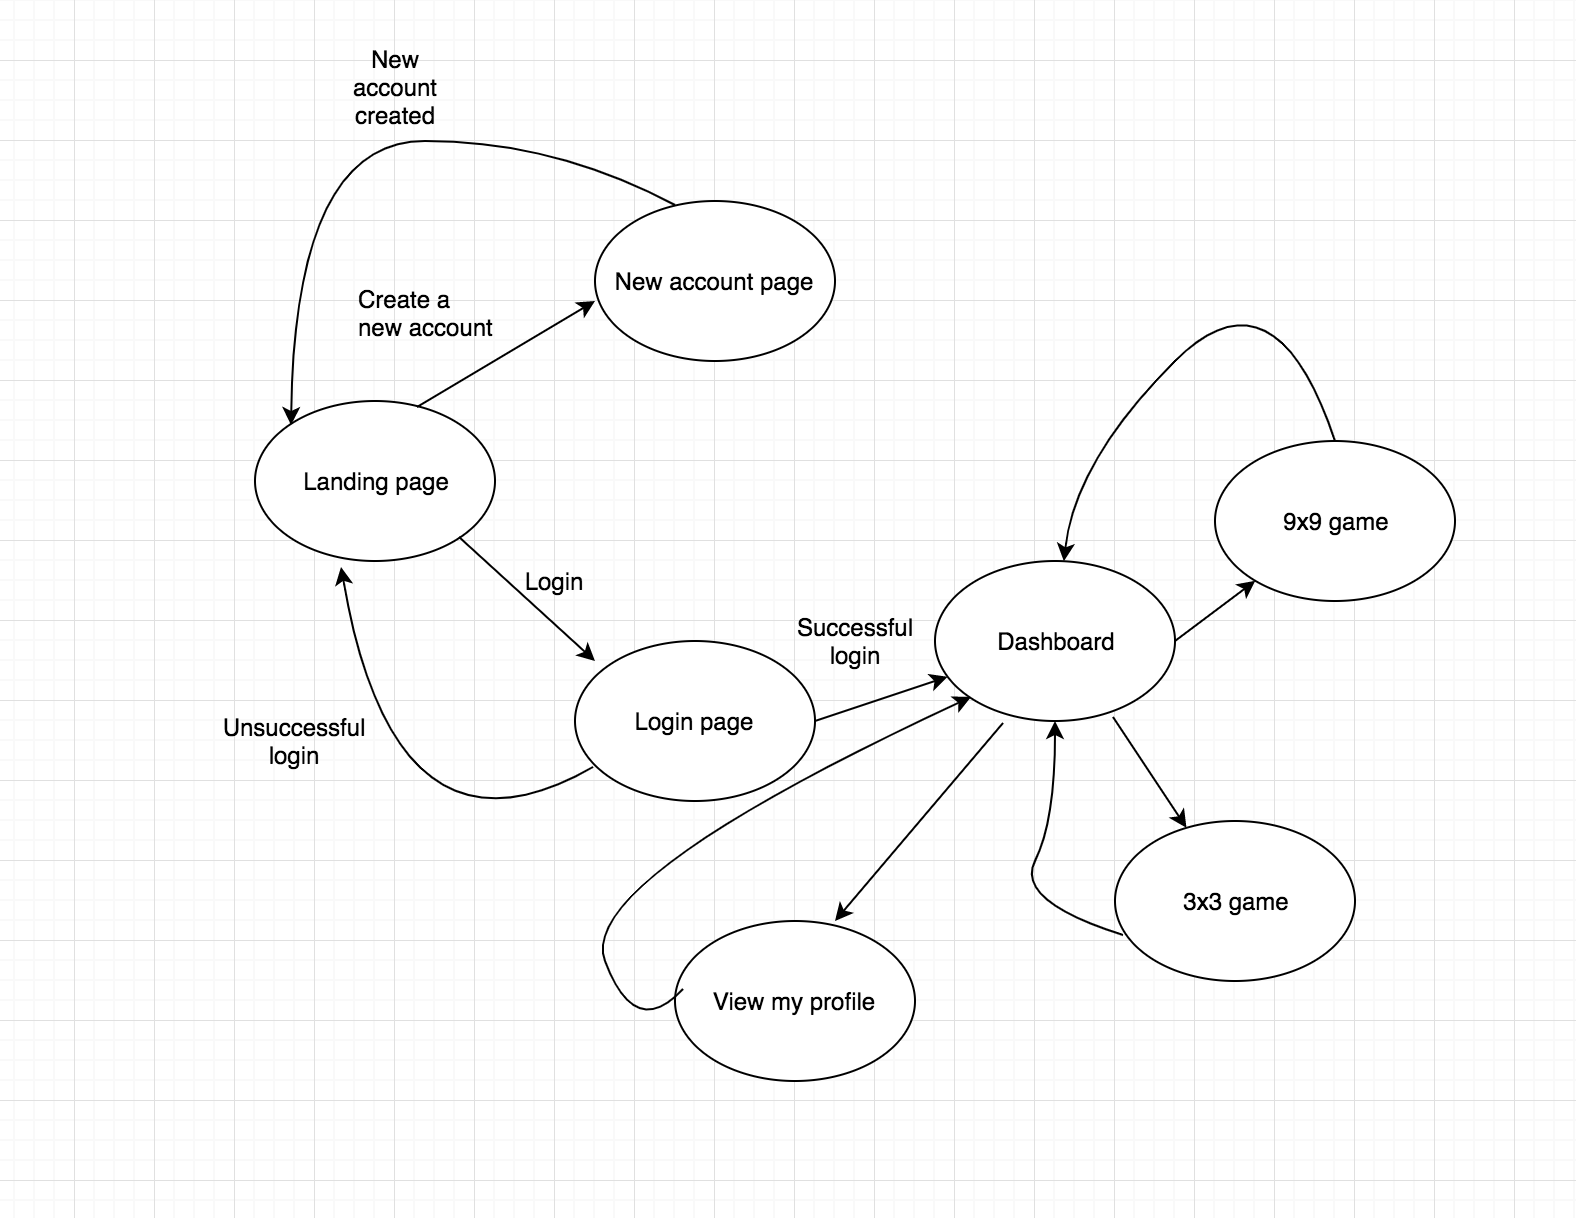 New
account
created
New account page
Create a
new account
Landing page
9x9 game
Login
Successful
login
Dashboard
Login page
Unsuccessful
login
3x3 game
View my profile